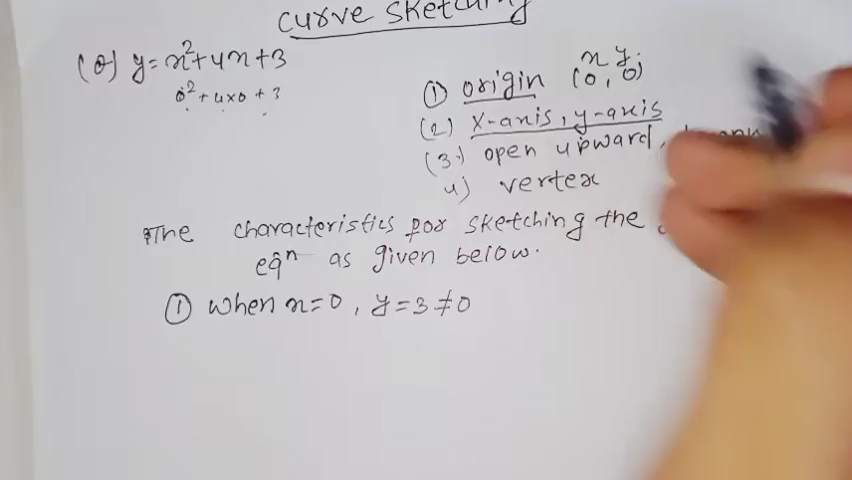 curve sketching
(Q) y=x²+4x+3
0²+4×0+3
x y
① origin (0, 0)
(2) x-axis, y-axis
(3.) open upward,
4) vertex
The characteristics for sketching the
eqⁿ as given below.
① when x=0, y=3≠0